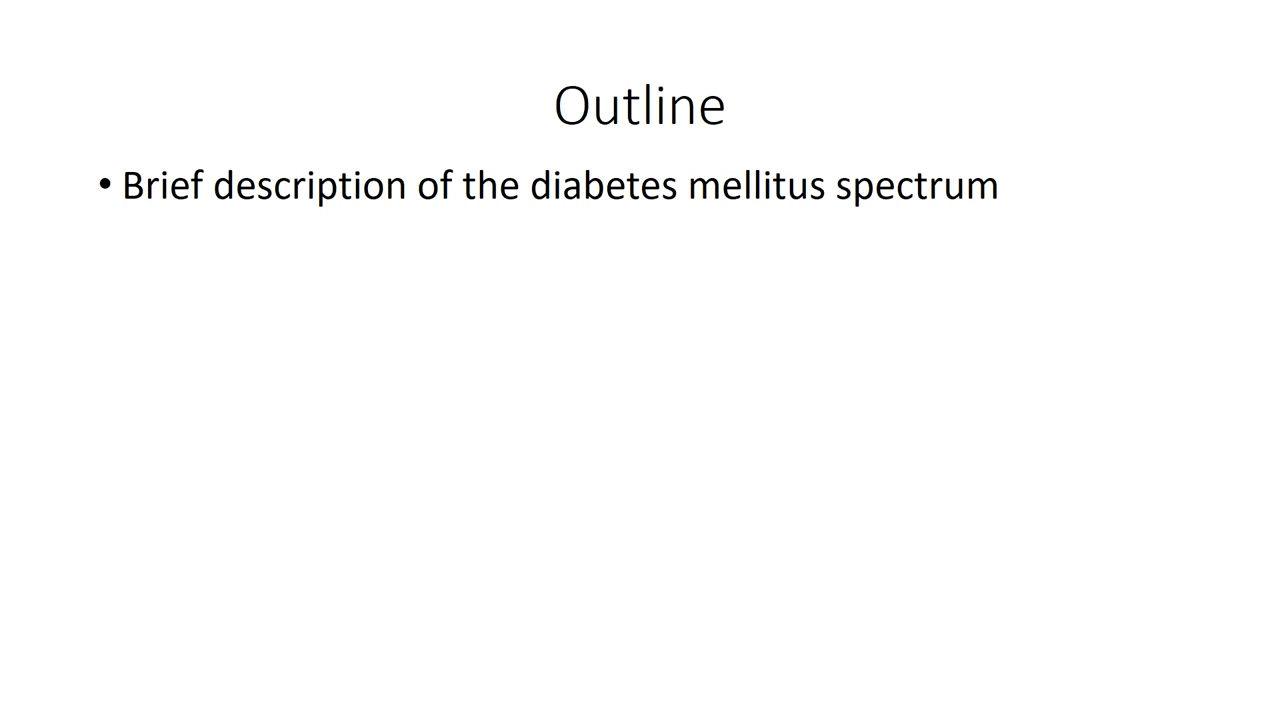 Outline
• Brief description of the diabetes mellitus spectrum